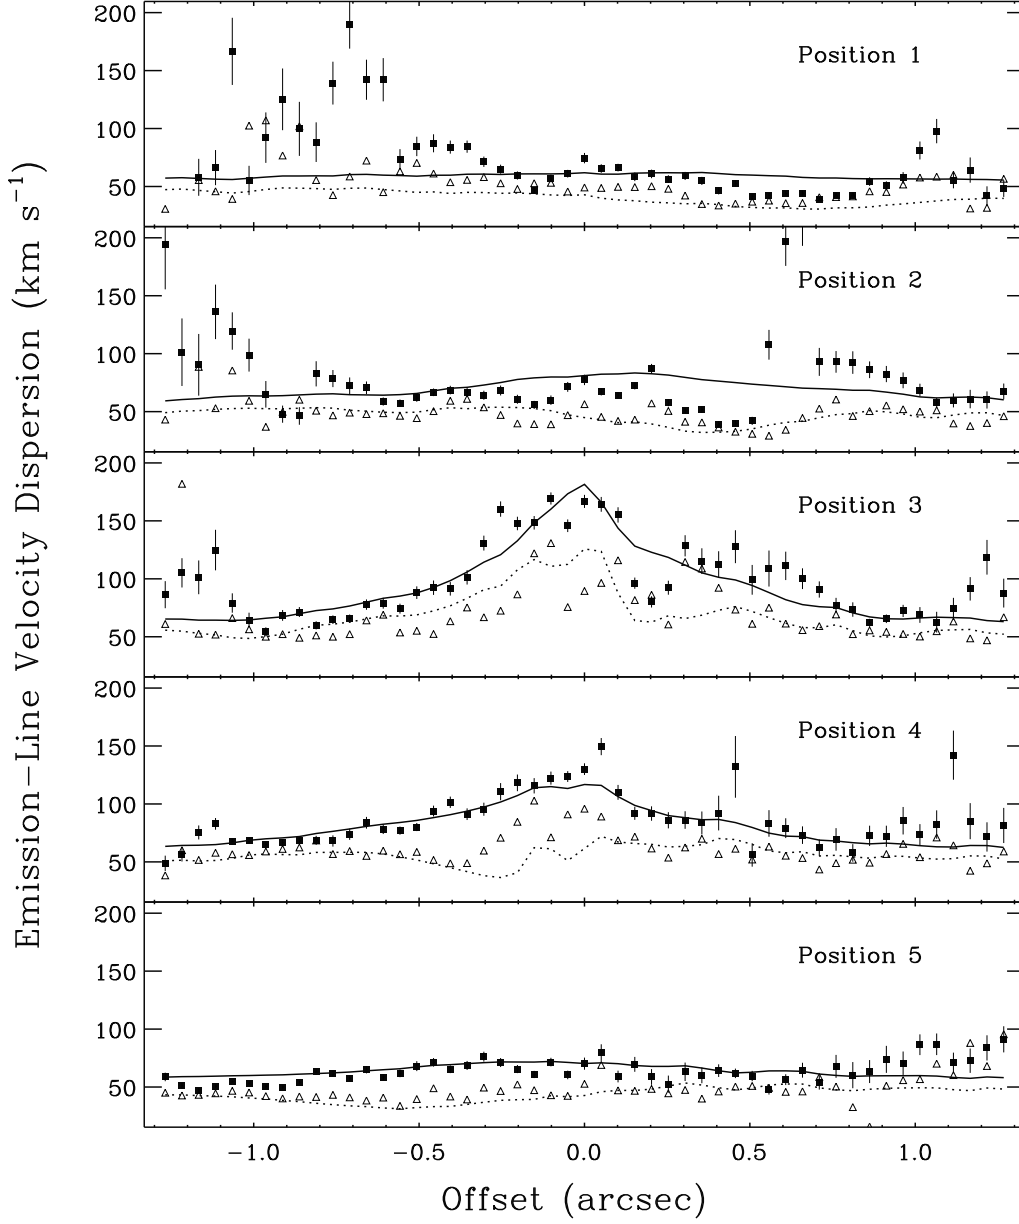 Emission-Line Velocity Dispersion (km s⁻¹)
200
150
100
50
Position 1
200
150
100
50
Position 2
200
150
100
50
Position 3
200
150
100
50
Position 4
200
150
100
50
Position 5
-1.0 -0.5 0.0 0.5 1.0
Offset (arcsec)